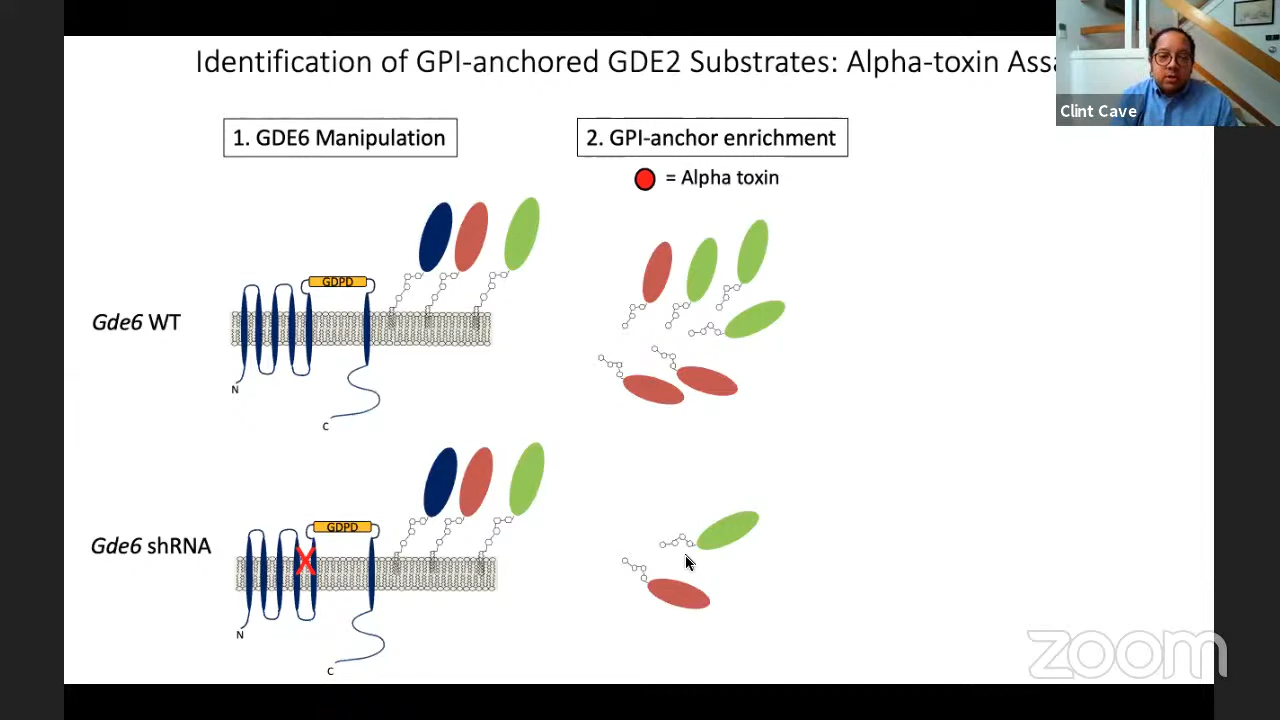 Identification of GPI-anchored GDE2 Substrates: Alpha-toxin Assa
Clint Cave
1. GDE6 Manipulation
2. GPI-anchor enrichment
= Alpha toxin
GDPD
Gde6 WT
N
C
GDPD
Gde6 shRNA
X
N
C
zoom